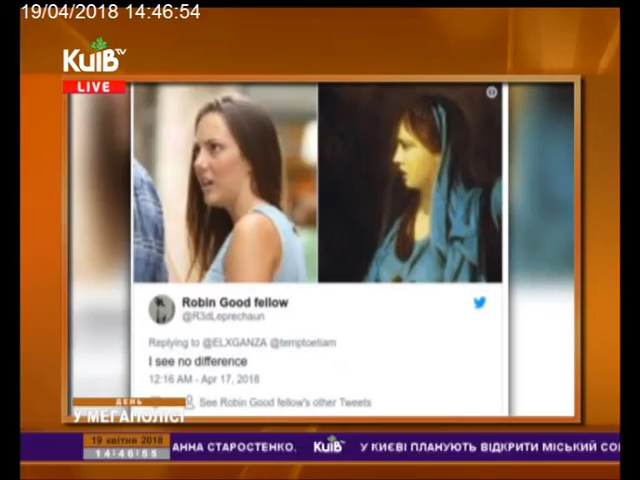 19/04/2018 14:46:54
КиїВ TV
LIVE
Robin Good fellow
@R3dLeprechaun
Replying to @ELXGANZA @temptoetiam
I see no difference
12:16 AM - Apr 17, 2018
See Robin Good fellow's other Tweets
ДЕНЬ
У МЕГАПОЛІСІ
19 квітня 2018
14:46:55
АННА СТАРОСТЕНКО. КиїВ TV У КИЄВІ ПЛАНУЮТЬ ВІДКРИТИ МІСЬКИЙ СО